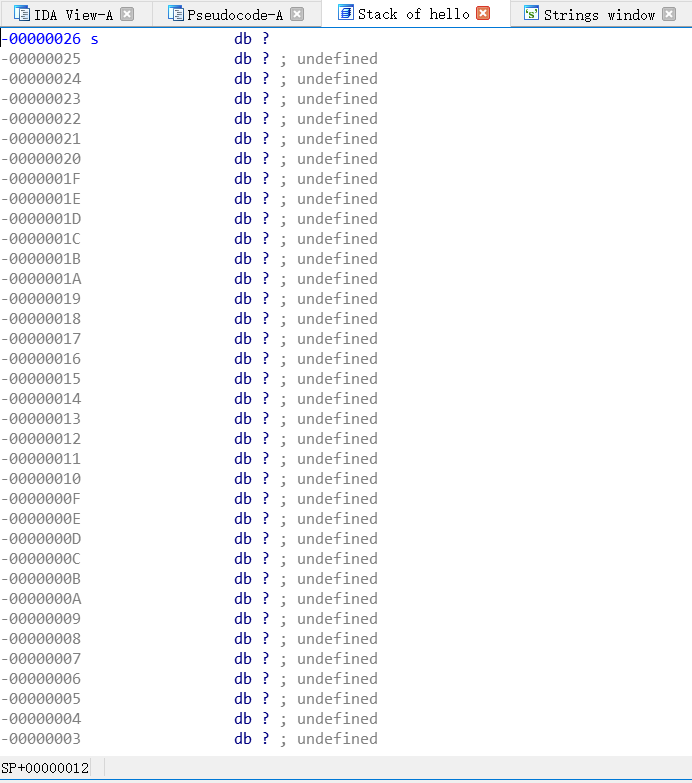 IDA View-A Pseudocode-A Stack of hello Strings window
-00000026 s db ?
-00000025 db ? ; undefined
-00000024 db ? ; undefined
-00000023 db ? ; undefined
-00000022 db ? ; undefined
-00000021 db ? ; undefined
-00000020 db ? ; undefined
-0000001F db ? ; undefined
-0000001E db ? ; undefined
-0000001D db ? ; undefined
-0000001C db ? ; undefined
-0000001B db ? ; undefined
-0000001A db ? ; undefined
-00000019 db ? ; undefined
-00000018 db ? ; undefined
-00000017 db ? ; undefined
-00000016 db ? ; undefined
-00000015 db ? ; undefined
-00000014 db ? ; undefined
-00000013 db ? ; undefined
-00000012 db ? ; undefined
-00000011 db ? ; undefined
-00000010 db ? ; undefined
-0000000F db ? ; undefined
-0000000E db ? ; undefined
-0000000D db ? ; undefined
-0000000C db ? ; undefined
-0000000B db ? ; undefined
-0000000A db ? ; undefined
-00000009 db ? ; undefined
-00000008 db ? ; undefined
-00000007 db ? ; undefined
-00000006 db ? ; undefined
-00000005 db ? ; undefined
-00000004 db ? ; undefined
-00000003 db ? ; undefined
SP+00000012